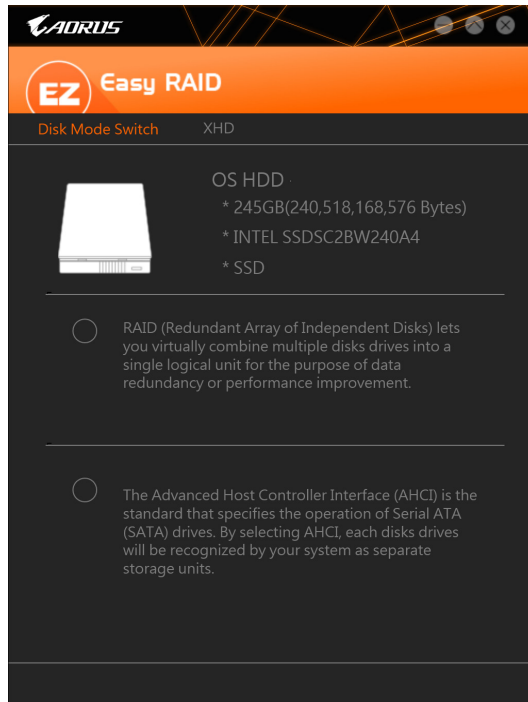 AORUS
EZ Easy RAID
Disk Mode Switch XHD
OS HDD
* 245GB(240,518,168,576 Bytes)
* INTEL SSDSC2BW240A4
* SSD
RAID (Redundant Array of Independent Disks) lets
you virtually combine multiple disks drives into a
single logical unit for the purpose of data
redundancy or performance improvement.
The Advanced Host Controller Interface (AHCI) is the
standard that specifies the operation of Serial ATA
(SATA) drives. By selecting AHCI, each disks drives
will be recognized by your system as separate
storage units.